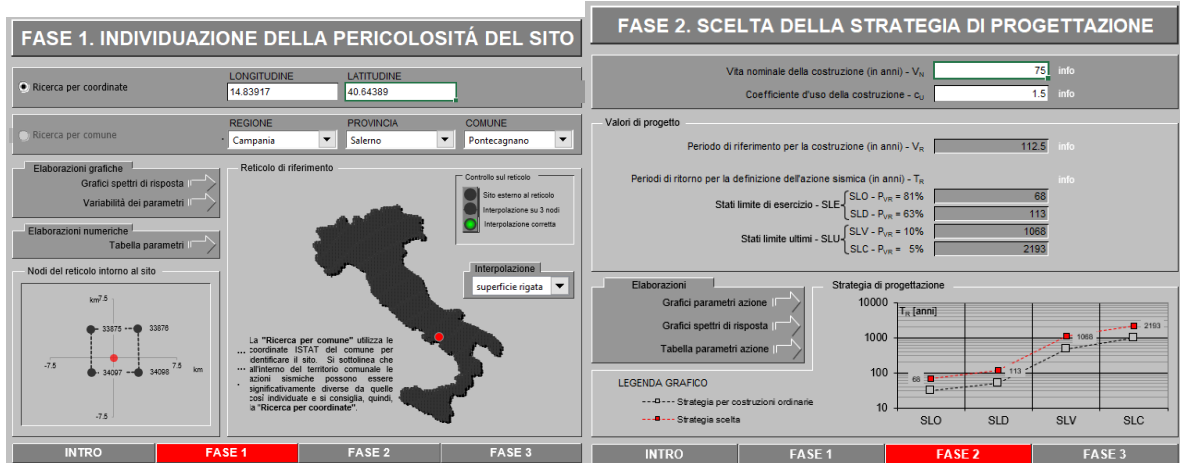 FASE 1. INDIVIDUAZIONE DELLA PERICOLOSITÁ DEL SITO
LONGITUDINE LATITUDINE
Ricerca per coordinate 14.83917 40.64389
REGIONE PROVINCIA COMUNE
Ricerca per comune Campania Salerno Pontecagnano
Elaborazioni grafiche
Grafici spettri di risposta
Variabilità dei parametri
Elaborazioni numeriche
Tabella parametri
Nodi del reticolo intorno al sito
km 7.5
33875 33876
-7.5 7.5 km
34097 34098
-7.5
Reticolo di riferimento
Controllo sul reticolo
Sito esterno al reticolo
Interpolazione su 3 nodi
Interpolazione corretta
Interpolazione
superficie rigata
La "Ricerca per comune" utilizza le
coordinate ISTAT del comune per
identificare il sito. Si sottolinea che
all'interno del territorio comunale le
azioni sismiche possono essere
significativamente diverse da quelle
così individuate e si consiglia, quindi,
la "Ricerca per coordinate".
INTRO FASE 1 FASE 2 FASE 3
FASE 2. SCELTA DELLA STRATEGIA DI PROGETTAZIONE
Vita nominale della costruzione (in anni) - VN 75 info
Coefficiente d'uso della costruzione - cU 1.5 info
Valori di progetto
Periodo di riferimento per la costruzione (in anni) - VR 112.5 info
Periodi di ritorno per la definizione dell'azione sismica (in anni) - TR info
Stati limite di esercizio - SLE
SLO - PVR = 81% 68
SLD - PVR = 63% 113
Stati limite ultimi - SLU
SLV - PVR = 10% 1068
SLC - PVR = 5% 2193
Elaborazioni
Grafici parametri azione
Grafici spettri di risposta
Tabella parametri azione
LEGENDA GRAFICO
Strategia per costruzioni ordinarie
Strategia scelta
Strategia di progettazione
TR [anni]
10000
1000
100
10
68
113
1068
2193
SLO SLD SLV SLC
INTRO FASE 1 FASE 2 FASE 3